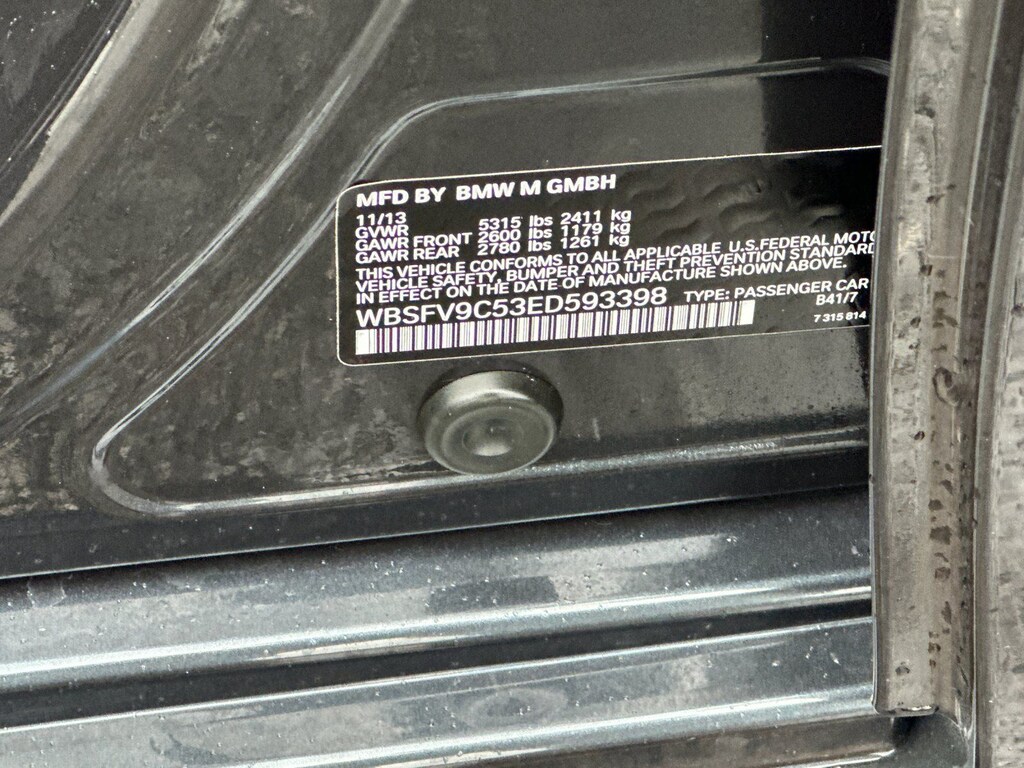 MFD BY BMW M GMBH
11/13
GVWR 5315 lbs 2411 kg
GAWR FRONT 2600 lbs 1179 kg
GAWR REAR 2780 lbs 1261 kg
THIS VEHICLE CONFORMS TO ALL APPLICABLE U.S.FEDERAL MOTO
VEHICLE SAFETY, BUMPER AND THEFT PREVENTION STANDARD
IN EFFECT ON THE DATE OF MANUFACTURE SHOWN ABOVE.
WBSFV9C53ED593398 TYPE: PASSENGER CAR
B41/7
7 315 814